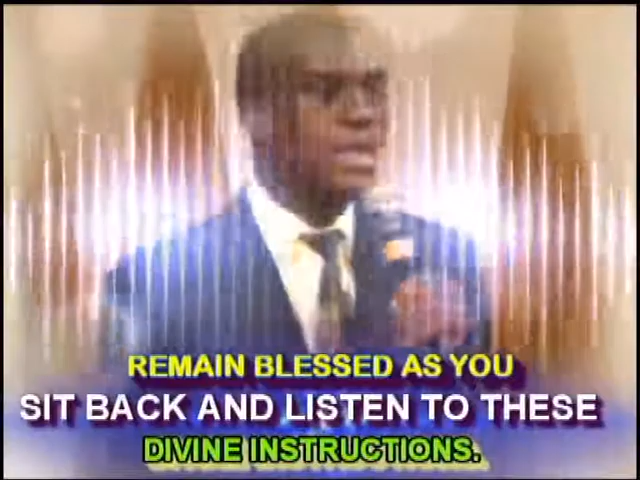 REMAIN BLESSED AS YOU
SIT BACK AND LISTEN TO THESE
DIVINE INSTRUCTIONS.